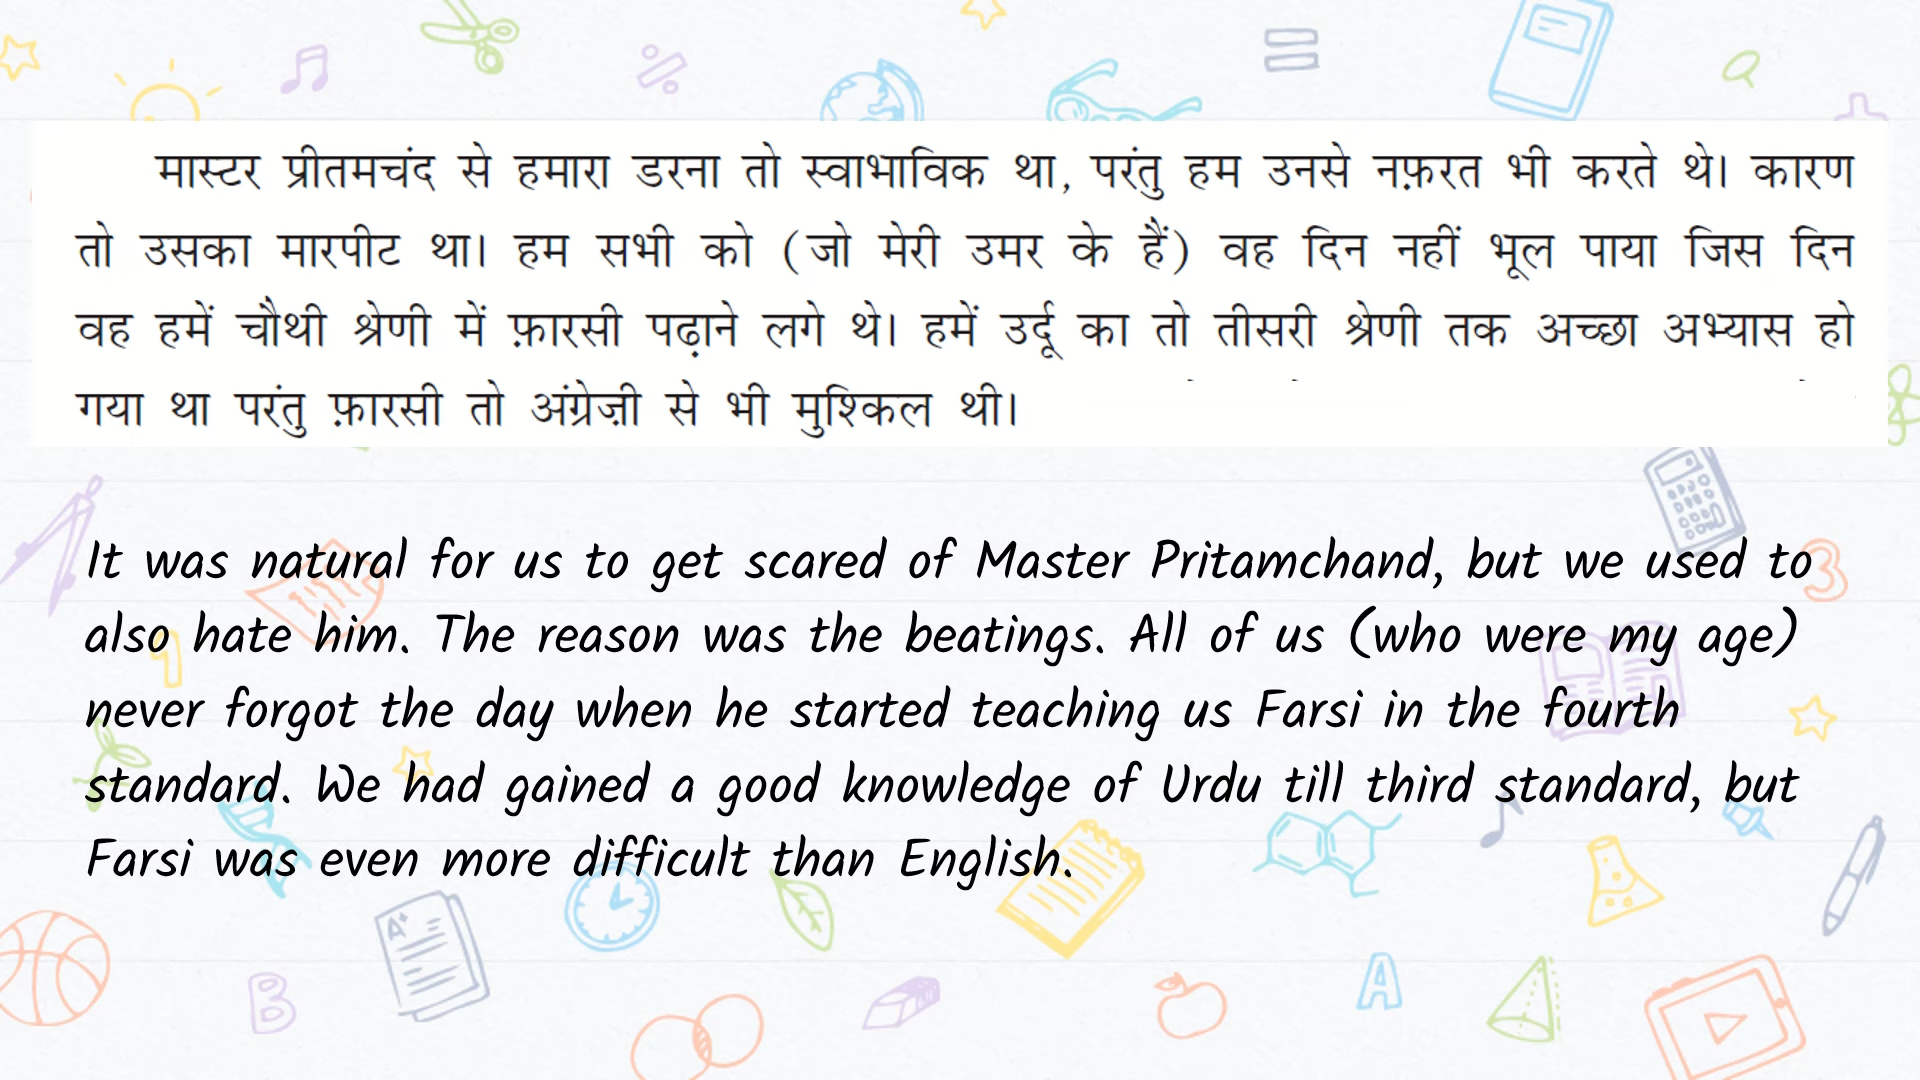 मास्टर प्रीतमचंद से हमारा डरना तो स्वाभाविक था, परंतु हम उनसे नफ़रत भी करते थे। कारण
तो उसका मारपीट था। हम सभी को (जो मेरी उमर के हैं) वह दिन नहीं भूल पाया जिस दिन
वह हमें चौथी श्रेणी में फ़ारसी पढ़ाने लगे थे। हमें उर्दू का तो तीसरी श्रेणी तक अच्छा अभ्यास हो
गया था परंतु फ़ारसी तो अंग्रेज़ी से भी मुश्किल थी।
It was natural for us to get scared of Master Pritamchand, but we used to
also hate him. The reason was the beatings. All of us (who were my age)
never forgot the day when he started teaching us Farsi in the fourth
standard. We had gained a good knowledge of Urdu till third standard, but
Farsi was even more difficult than English.
3
1
A+
B
A